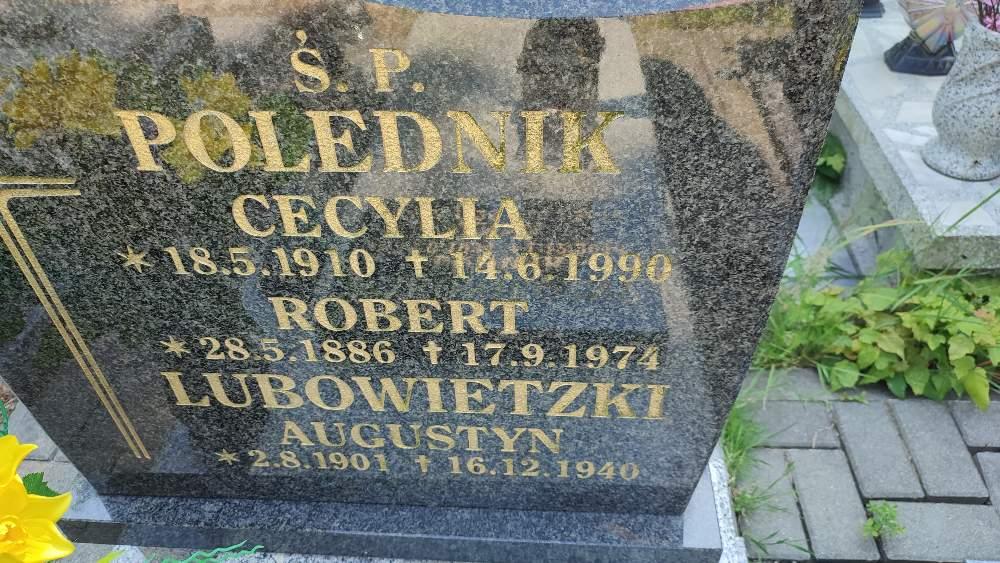 Ś. P.
POLEDNIK
CECYLIA
* 18.5.1910 † 14.6.1990
ROBERT
* 28.5.1886 † 17.9.1974
LUBOWIETZKI
AUGUSTYN
* 2.8.1901 † 16.12.1940